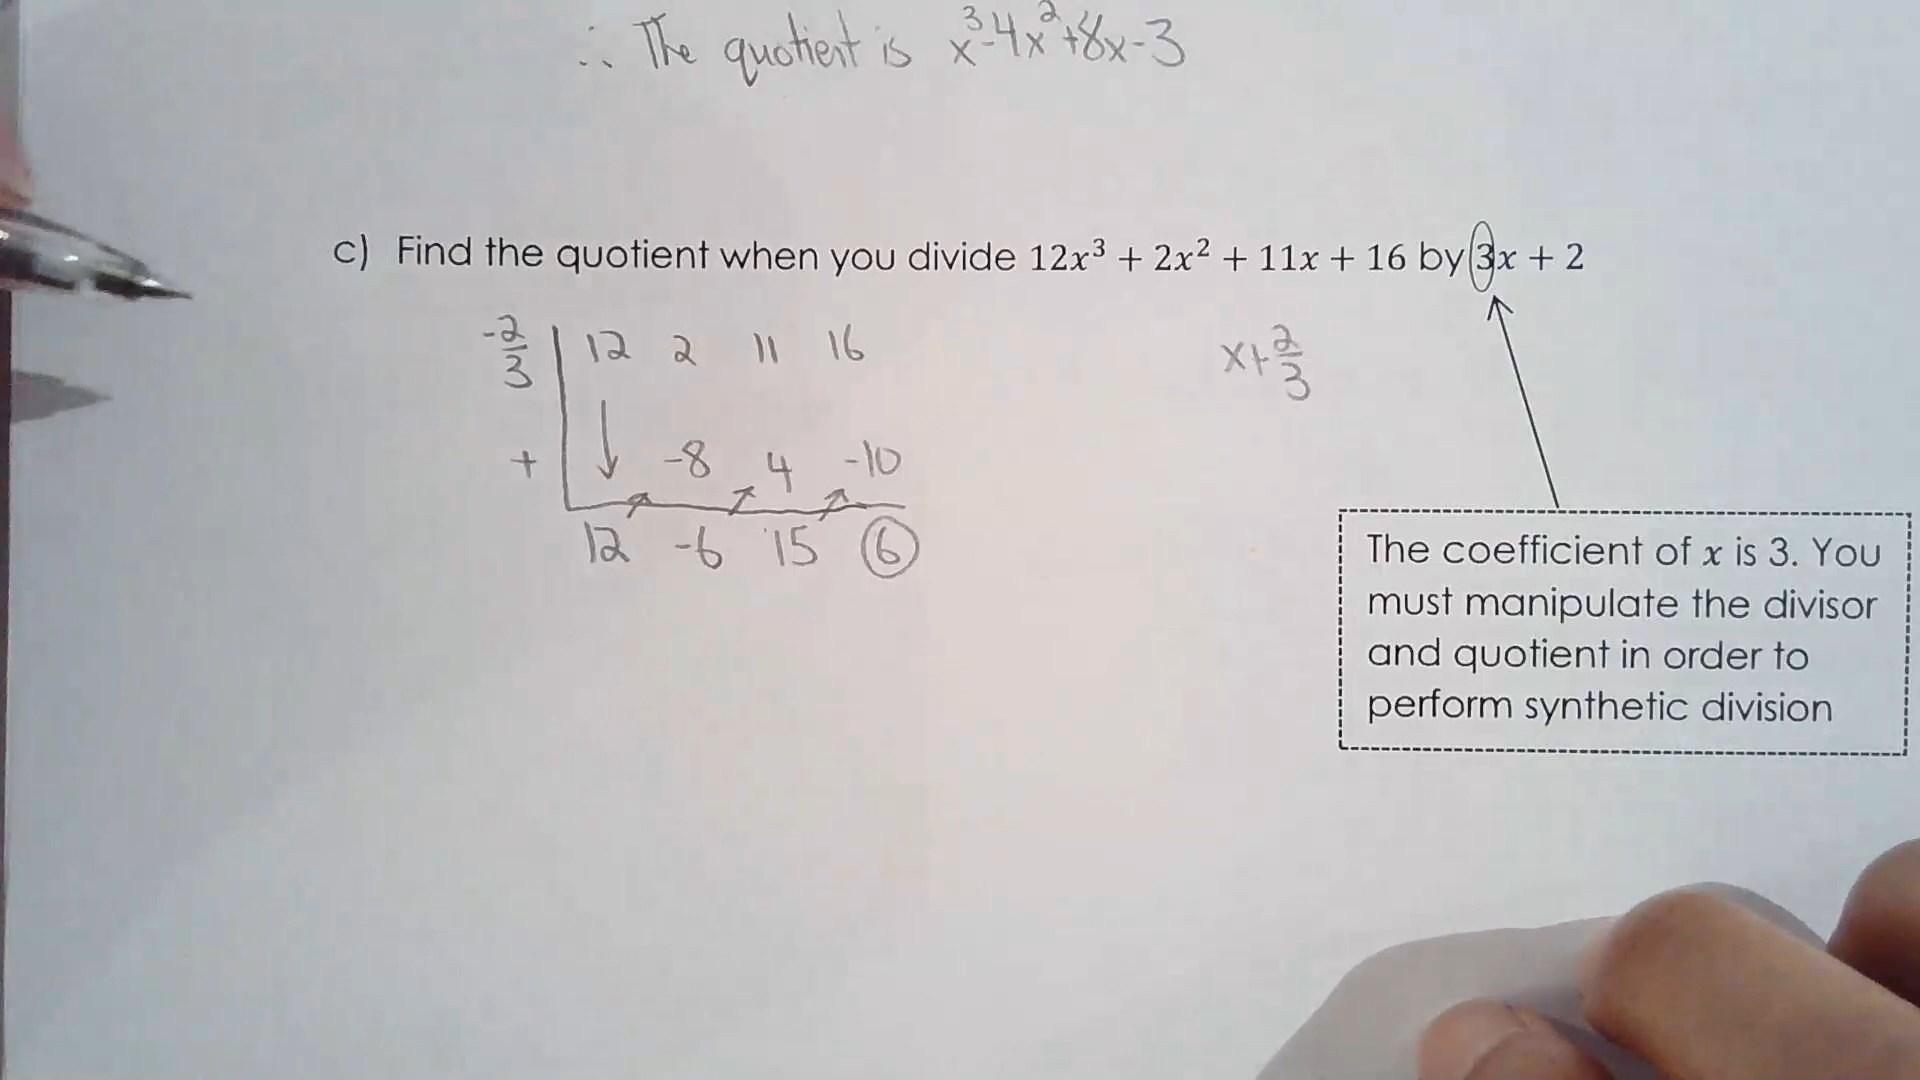 ∴ The quotient is x³-4x²+8x-3
c) Find the quotient when you divide 12x³ + 2x² + 11x + 16 by 3x + 2
-2/3 | 12 2 11 16
x+2/3
+ ↓ -8 4 -10
12 -6 15 6
The coefficient of x is 3. You
must manipulate the divisor
and quotient in order to
perform synthetic division